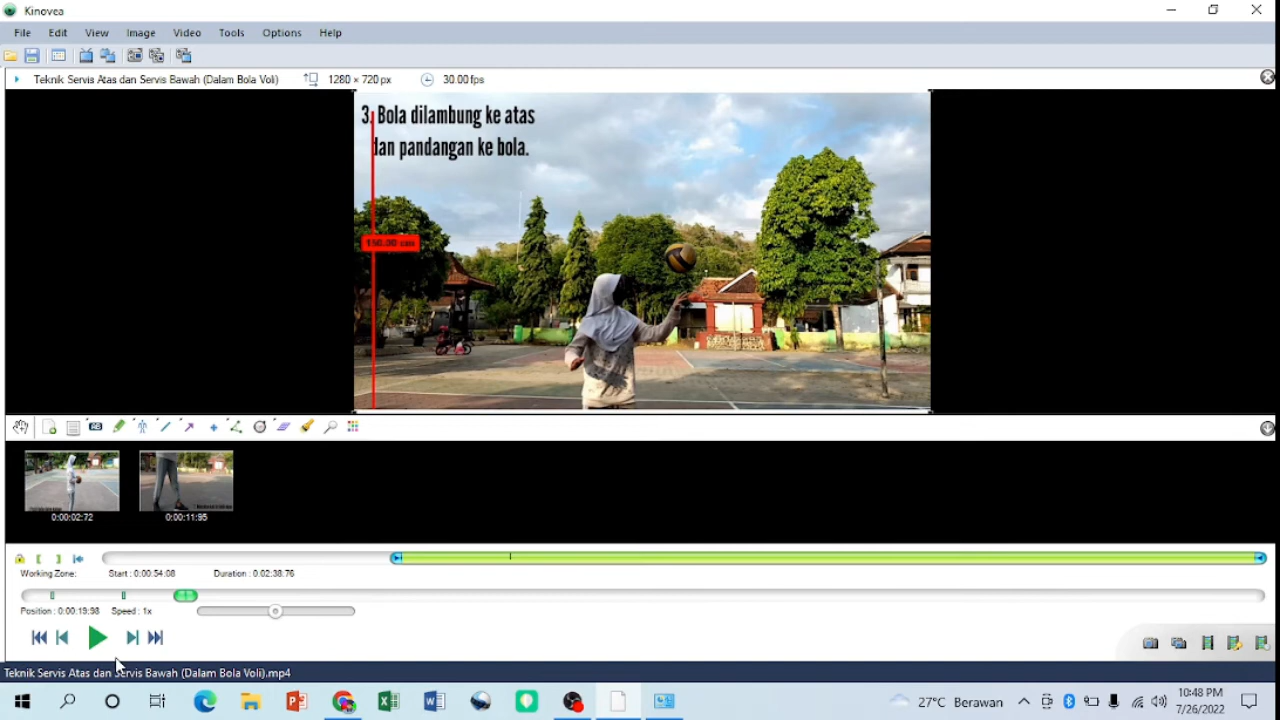 Kinovea
File Edit View Image Video Tools Options Help
Teknik Servis Atas dan Servis Bawah (Dalam Bola Voli) 1280 × 720 px 30.00 fps
3. Bola dilambung ke atas
dan pandangan ke bola.
150.00 cm
0:00:02:72 0:00:11:95
Working Zone: Start : 0:00:54:08 Duration : 0:02:38:76
Position : 0:00:19:98 Speed : 1x
Teknik Servis Atas dan Servis Bawah (Dalam Bola Voli).mp4
27°C Berawan 10:48 PM
7/26/2022